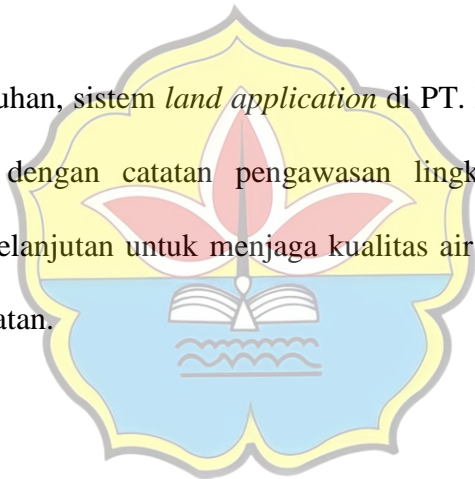 uhan, sistem land application di PT.
dengan catatan pengawasan lingk
elanjutan untuk menjaga kualitas air
atan.